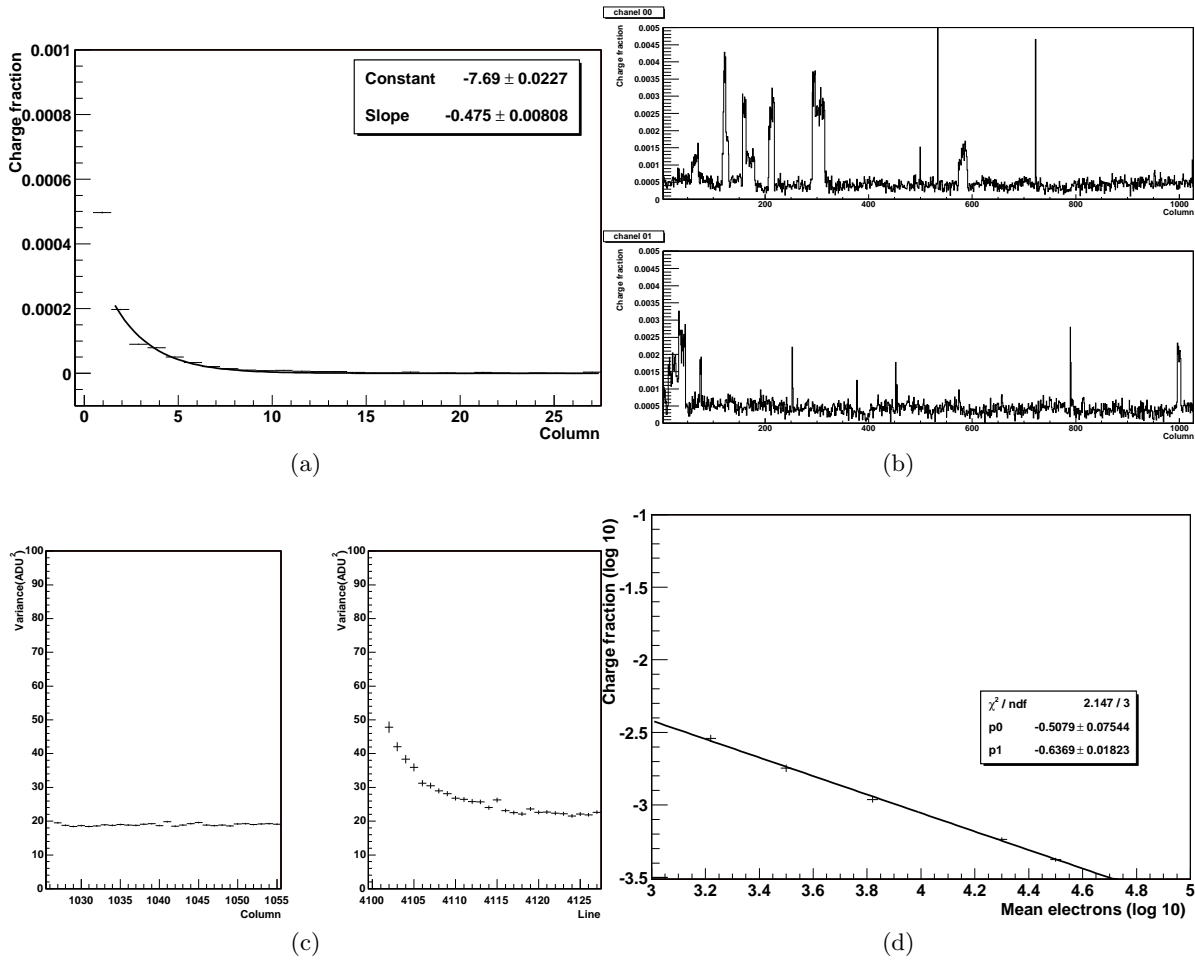 0.001
0.0008
0.0006
0.0004
0.0002
0
Charge fraction
Constant -7.69 ± 0.0227
Slope -0.475 ± 0.00808
0 5 10 15 20 25
Column
(a)
chanel 00
Charge fraction
0.005
0.0045
0.004
0.0035
0.003
0.0025
0.002
0.0015
0.001
0.0005
0
200 400 600 800 1000
Column
chanel 01
Charge fraction
0.005
0.0045
0.004
0.0035
0.003
0.0025
0.002
0.0015
0.001
0.0005
0
200 400 600 800 1000
Column
(b)
Variance(ADU²)
100
90
80
70
60
50
40
30
20
10
0
1030 1035 1040 1045 1050 1055
Column
Variance(ADU²)
100
90
80
70
60
50
40
30
20
10
0
4100 4105 4110 4115 4120 4125
Line
(c)
Charge fraction (log 10)
-1
-1.5
-2
-2.5
-3
-3.5
χ² / ndf 2.147 / 3
p0 -0.5079 ± 0.07544
p1 -0.6369 ± 0.01823
3 3.2 3.4 3.6 3.8 4 4.2 4.4 4.6 4.8 5
Mean electrons (log 10)
(d)